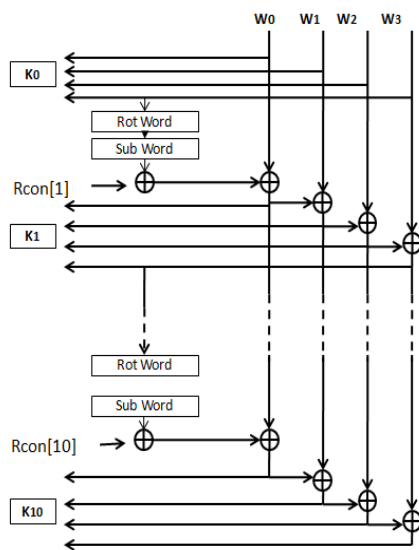 W0 W1 W2 W3
K0
Rot Word
Sub Word
Rcon[1]
K1
Rot Word
Sub Word
Rcon[10]
K10